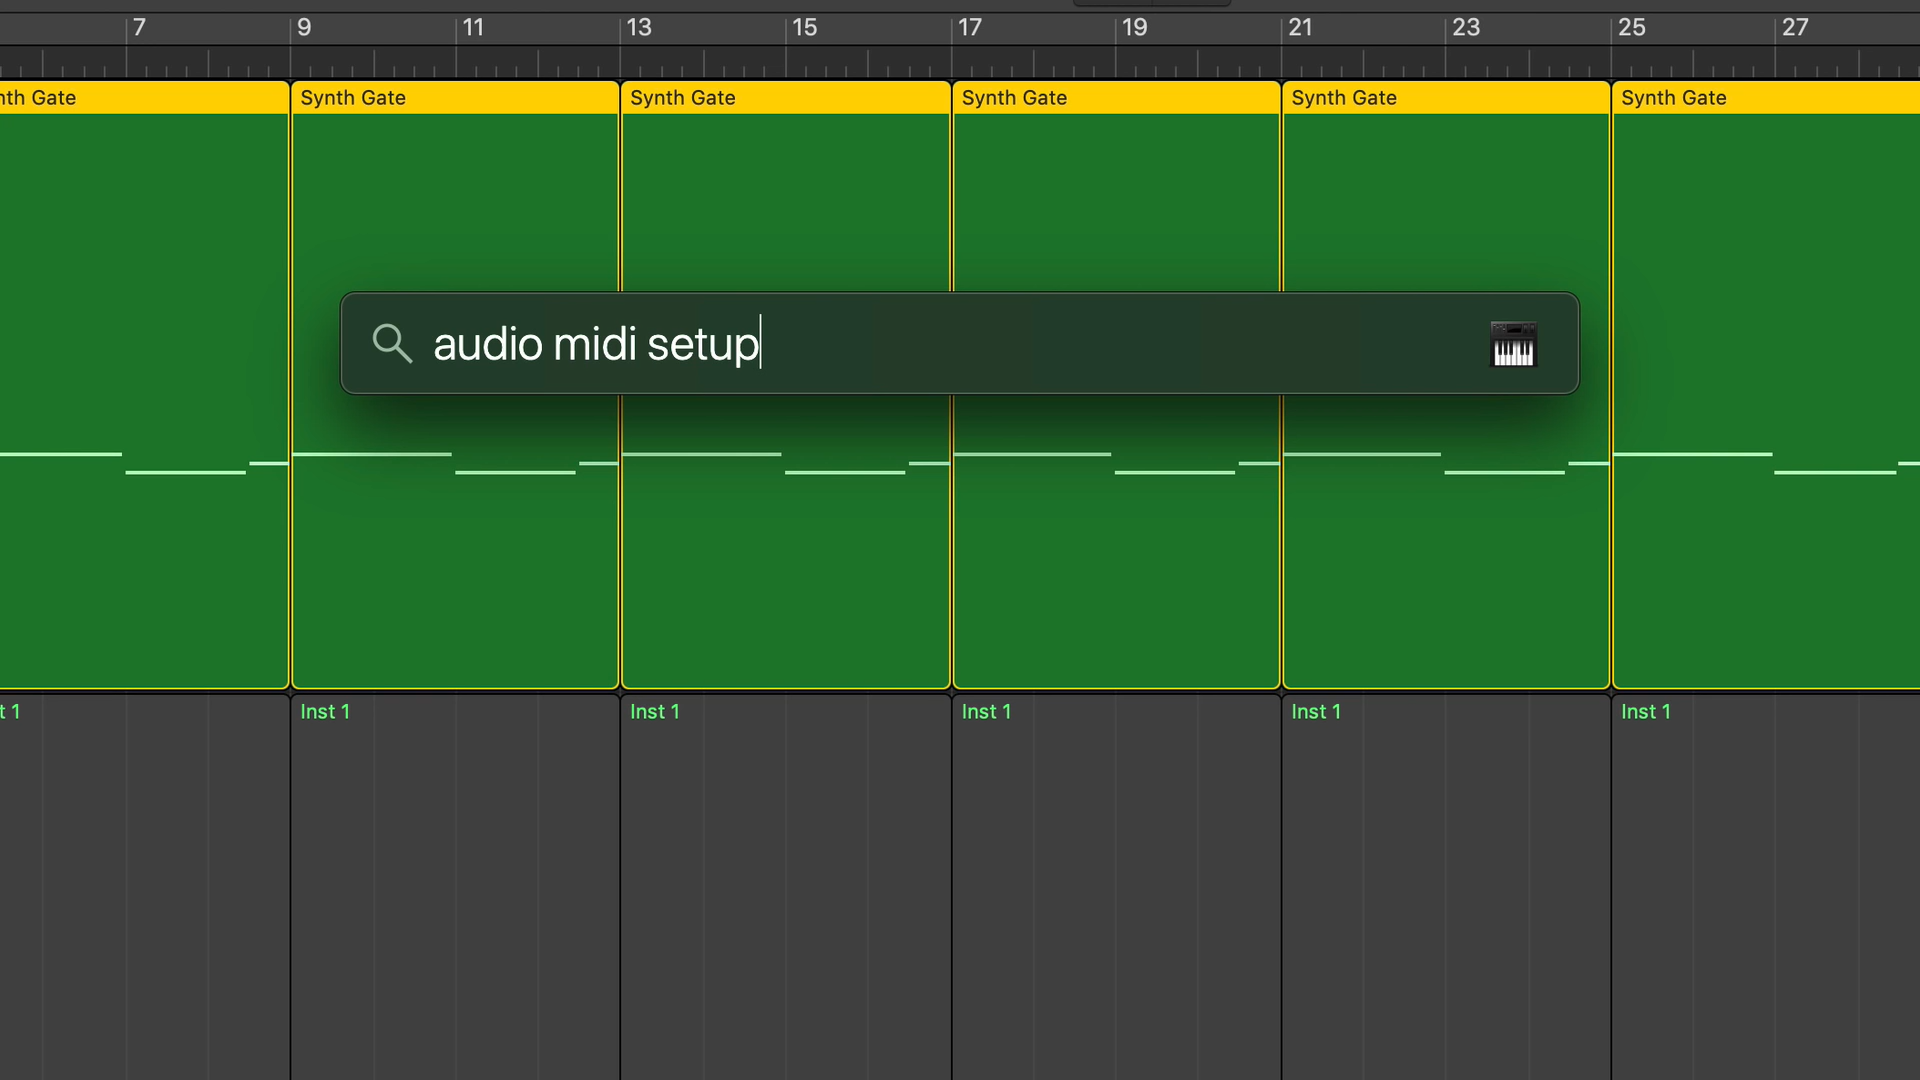 7 9 11 13 15 17 19 21 23 25 27
nth Gate Synth Gate Synth Gate Synth Gate Synth Gate Synth Gate
audio midi setup
t 1 Inst 1 Inst 1 Inst 1 Inst 1 Inst 1